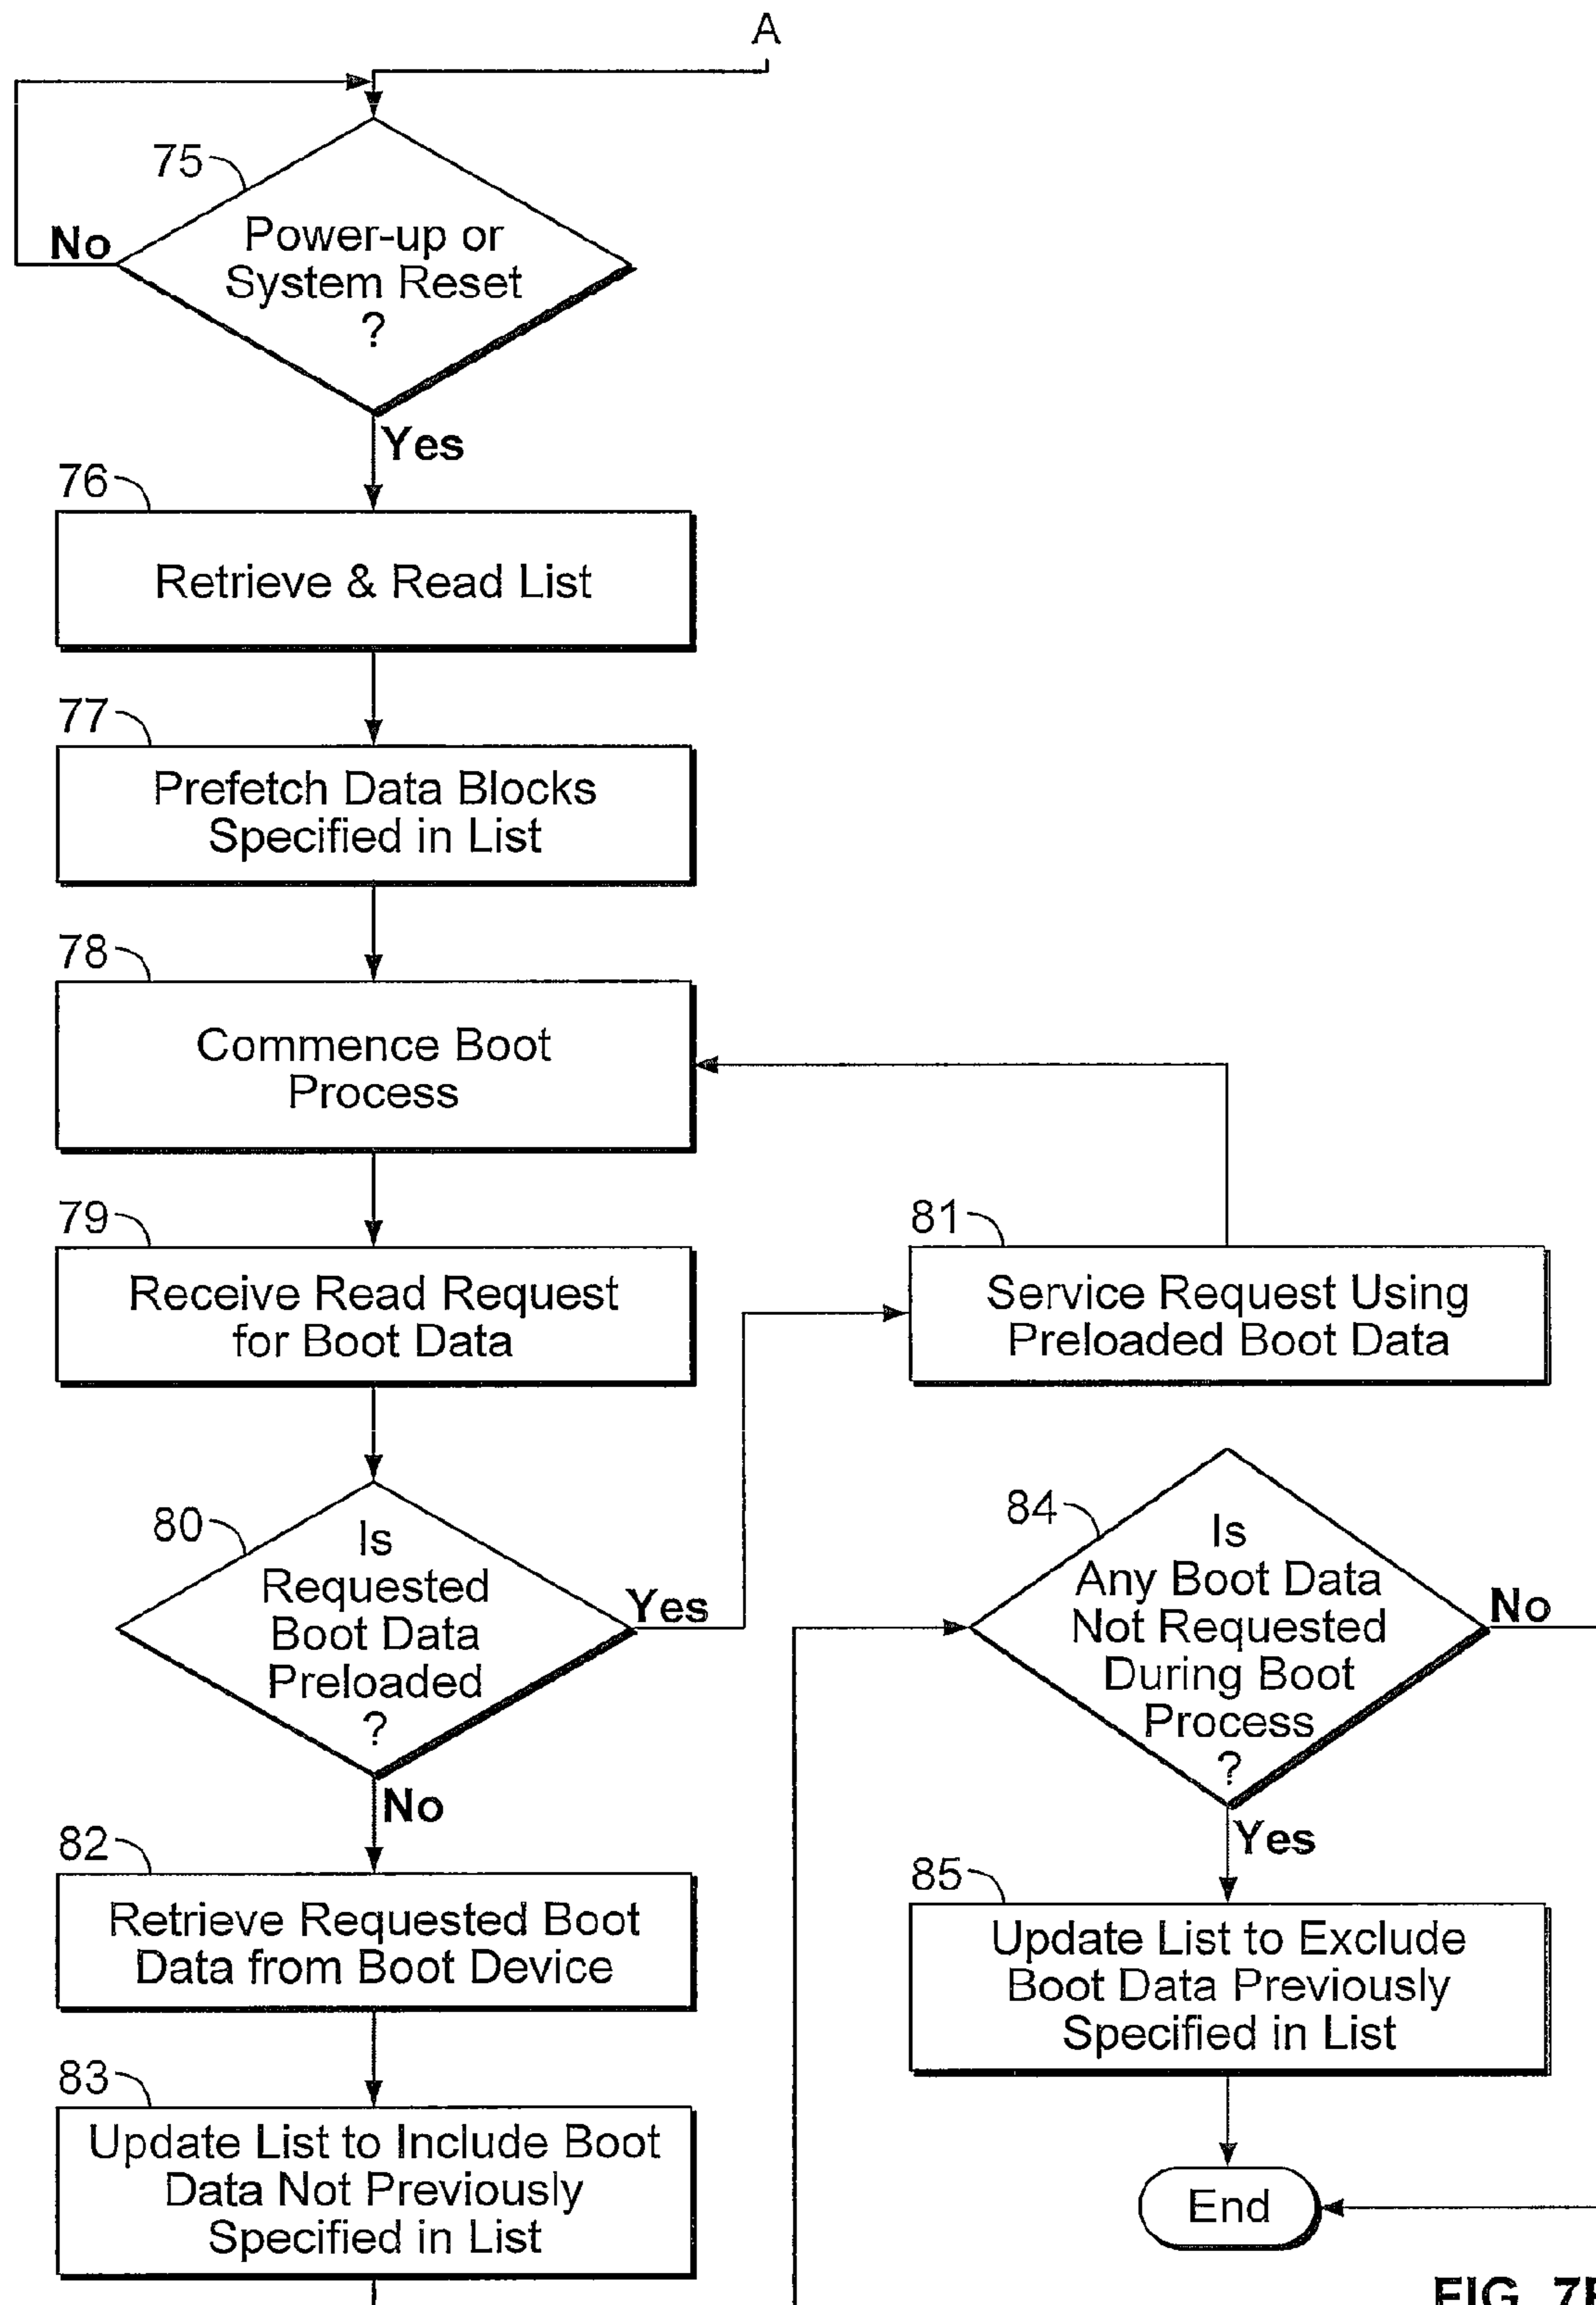 A
75
No
Power-up or
System Reset
?
Yes
76
Retrieve & Read List
77
Prefetch Data Blocks
Specified in List
78
Commence Boot
Process
79
Receive Read Request
for Boot Data
81
Service Request Using
Preloaded Boot Data
80
Is
Requested
Boot Data
Preloaded
?
Yes
No
84
Is
Any Boot Data
Not Requested
During Boot
Process
?
No
Yes
82
Retrieve Requested Boot
Data from Boot Device
85
Update List to Exclude
Boot Data Previously
Specified in List
83
Update List to Include Boot
Data Not Previously
Specified in List
End
FIG.